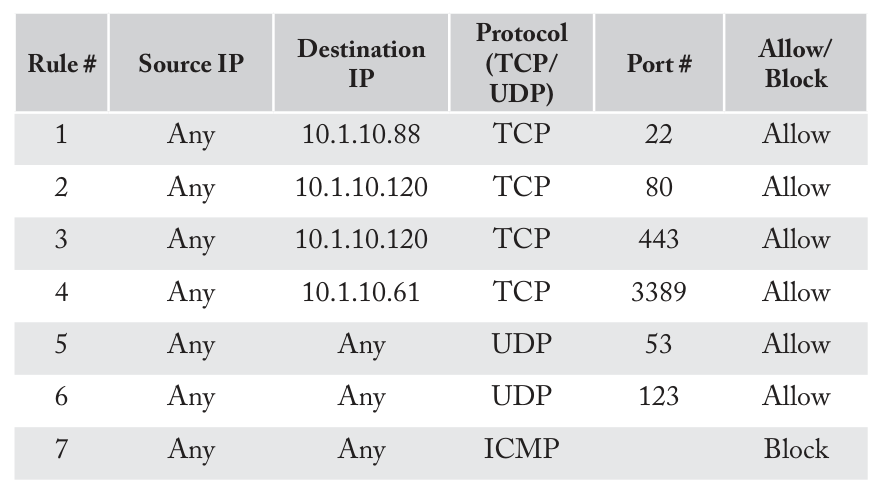 Rule # Source IP Destination IP Protocol (TCP/UDP) Port # Allow/Block
1 Any 10.1.10.88 TCP 22 Allow
2 Any 10.1.10.120 TCP 80 Allow
3 Any 10.1.10.120 TCP 443 Allow
4 Any 10.1.10.61 TCP 3389 Allow
5 Any Any UDP 53 Allow
6 Any Any UDP 123 Allow
7 Any Any ICMP Block